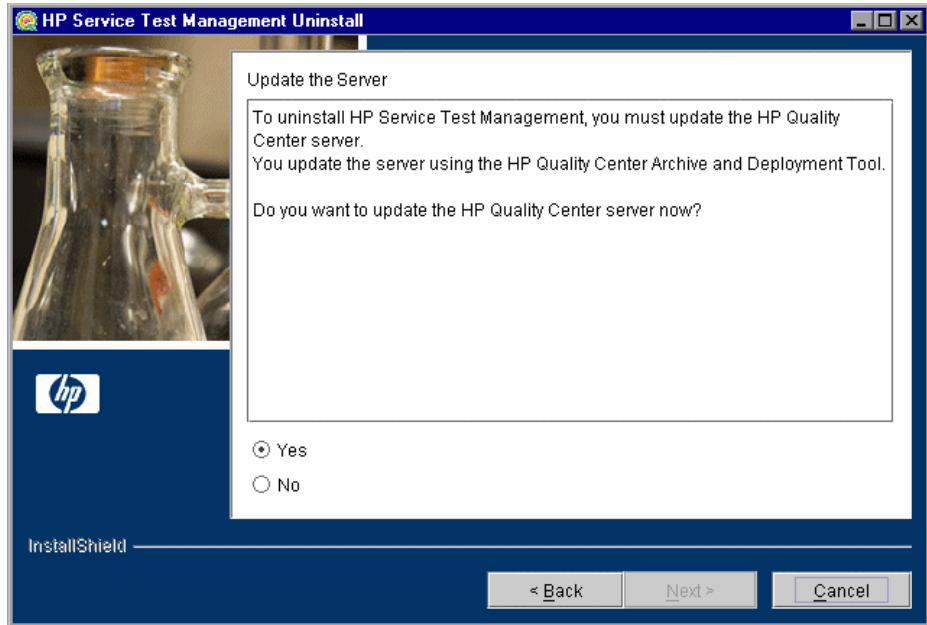 HP Service Test Management Uninstall
Update the Server
To uninstall HP Service Test Management, you must update the HP Quality
Center server.
You update the server using the HP Quality Center Archive and Deployment Tool.
Do you want to update the HP Quality Center server now?
hp
Yes
No
InstallShield
< Back
Next >
Cancel